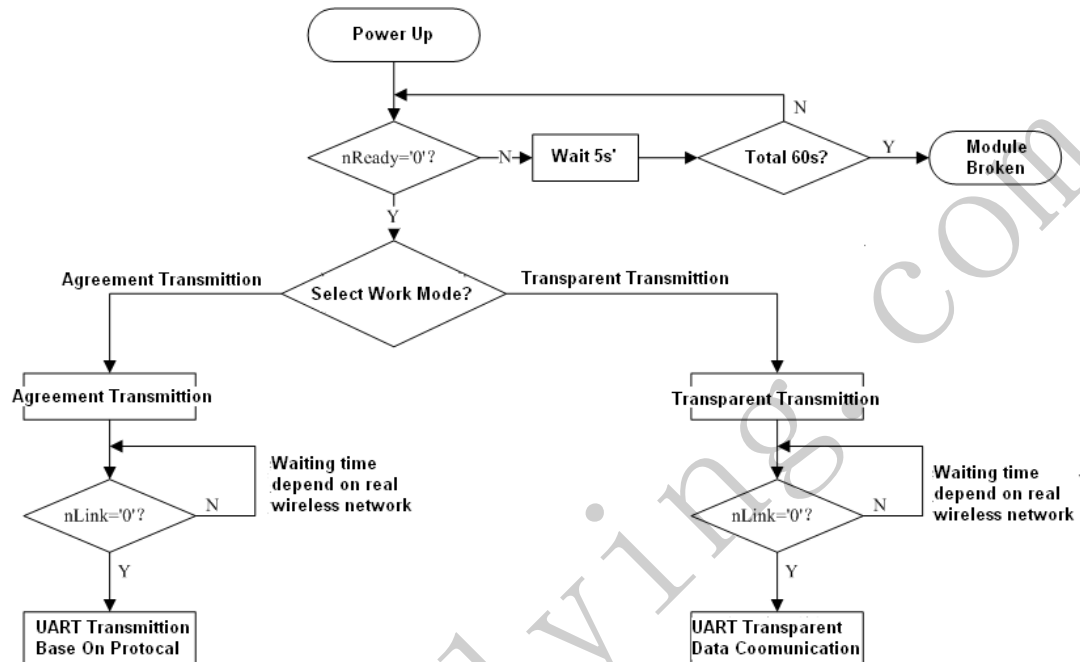 Power Up
N
nReady='0'?
N
Wait 5s'
Total 60s?
Y
Module
Broken
Y
Agreement Transmittion
Select Work Mode?
Transparent Transmittion
Agreement Transmittion
Transparent Transmittion
Waiting time
depend on real
wireless network
nLink='0'?
N
Y
UART Transmittion
Base On Protocal
Waiting time
depend on real
wireless network
nLink='0'?
N
Y
UART Transparent
Data Coomunication
lying.com